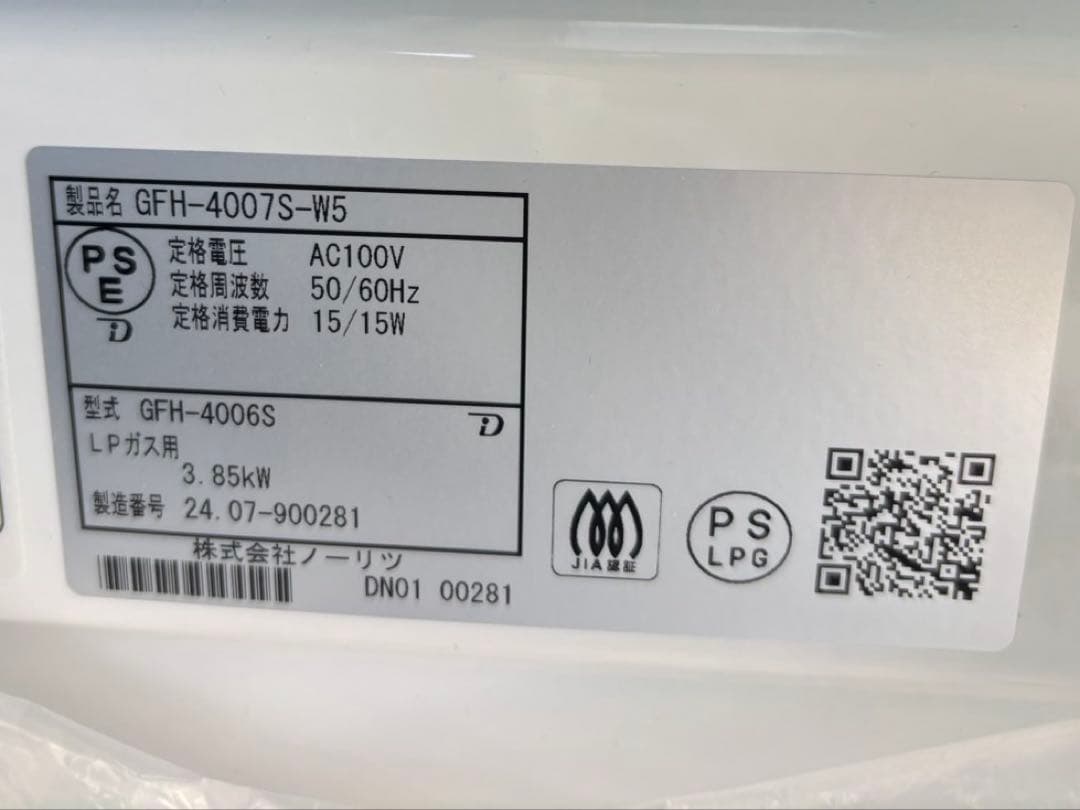 製品名 GFH-4007S-W5
PS
E
定格電圧 AC100V
定格周波数 50/60Hz
定格消費電力 15/15W
型式 GFH-4006S
LPガス用
3.85kW
製造番号 24.07-900281
株式会社ノーリツ
DN01 00281
JIA認証
PS
LPG